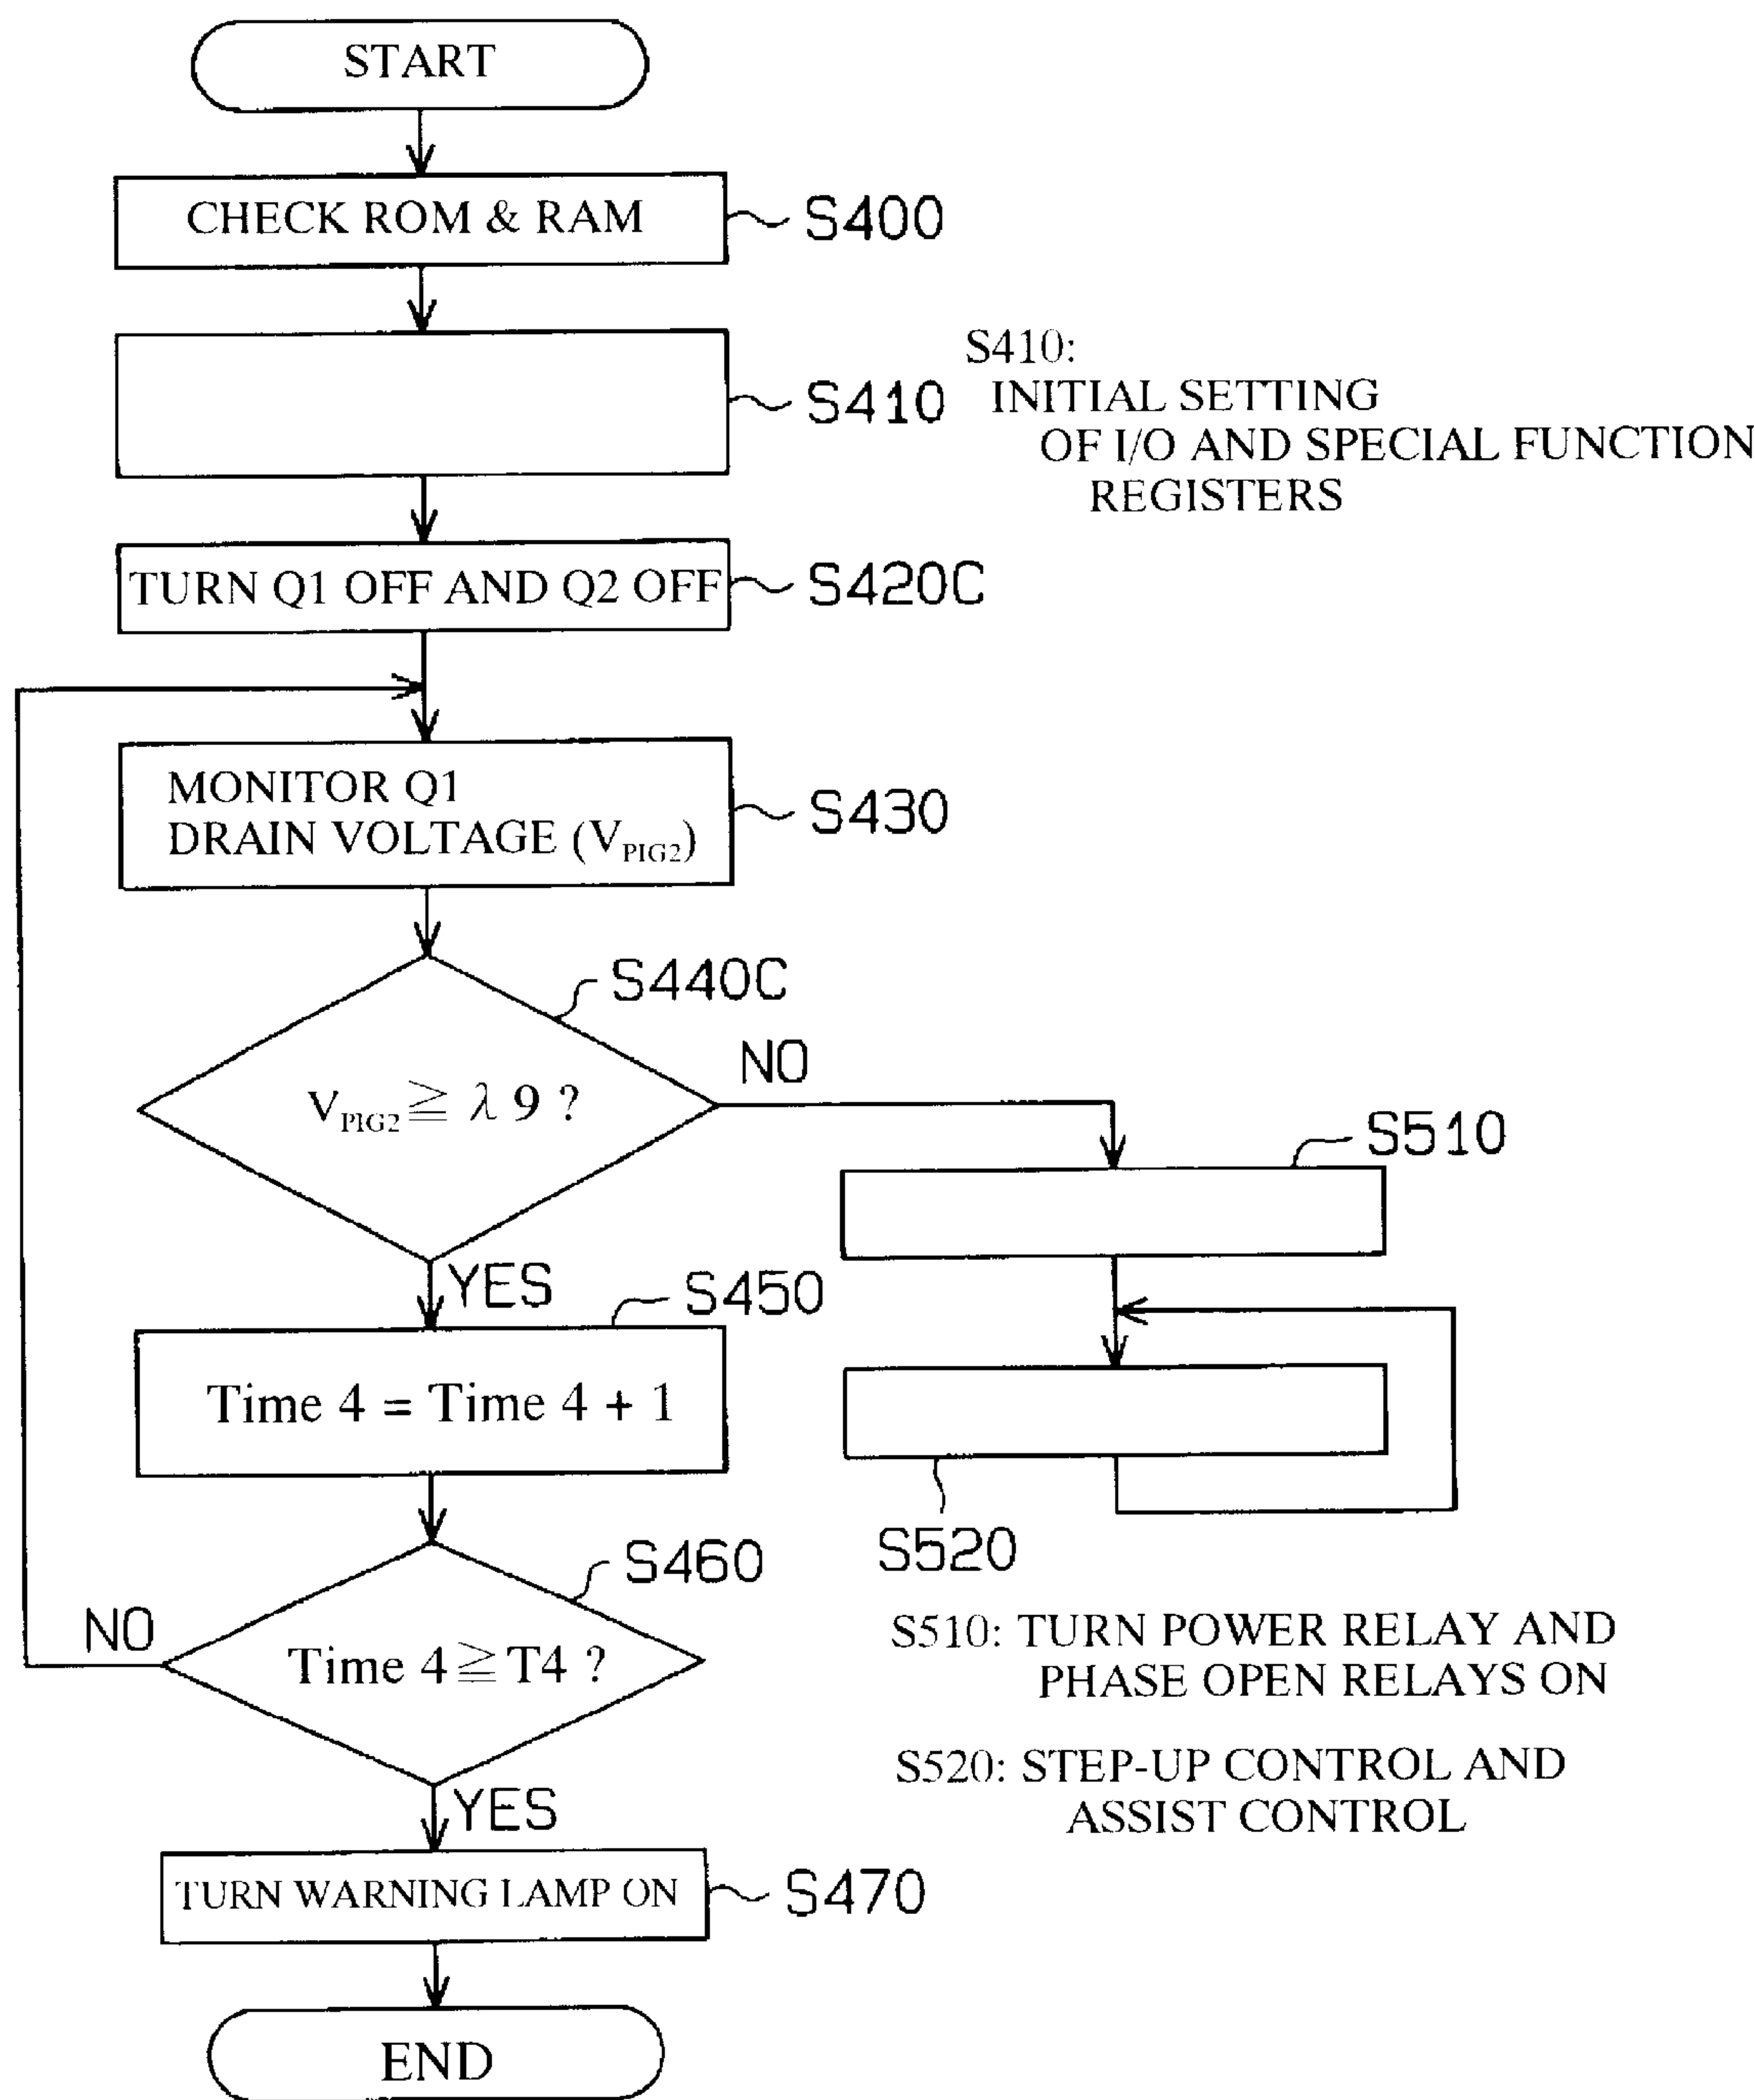 START
CHECK ROM & RAM
S400
S410
S410:
INITIAL SETTING
OF I/O AND SPECIAL FUNCTION
REGISTERS
TURN Q1 OFF AND Q2 OFF
S420C
MONITOR Q1
DRAIN VOLTAGE (V_PIG2)
S430
S440C
V_PIG2 ≧ λ 9 ?
NO
YES
S510
S450
Time 4 = Time 4 + 1
S520
S460
NO
Time 4 ≧ T4 ?
S510: TURN POWER RELAY AND
PHASE OPEN RELAYS ON
S520: STEP-UP CONTROL AND
ASSIST CONTROL
YES
TURN WARNING LAMP ON
S470
END